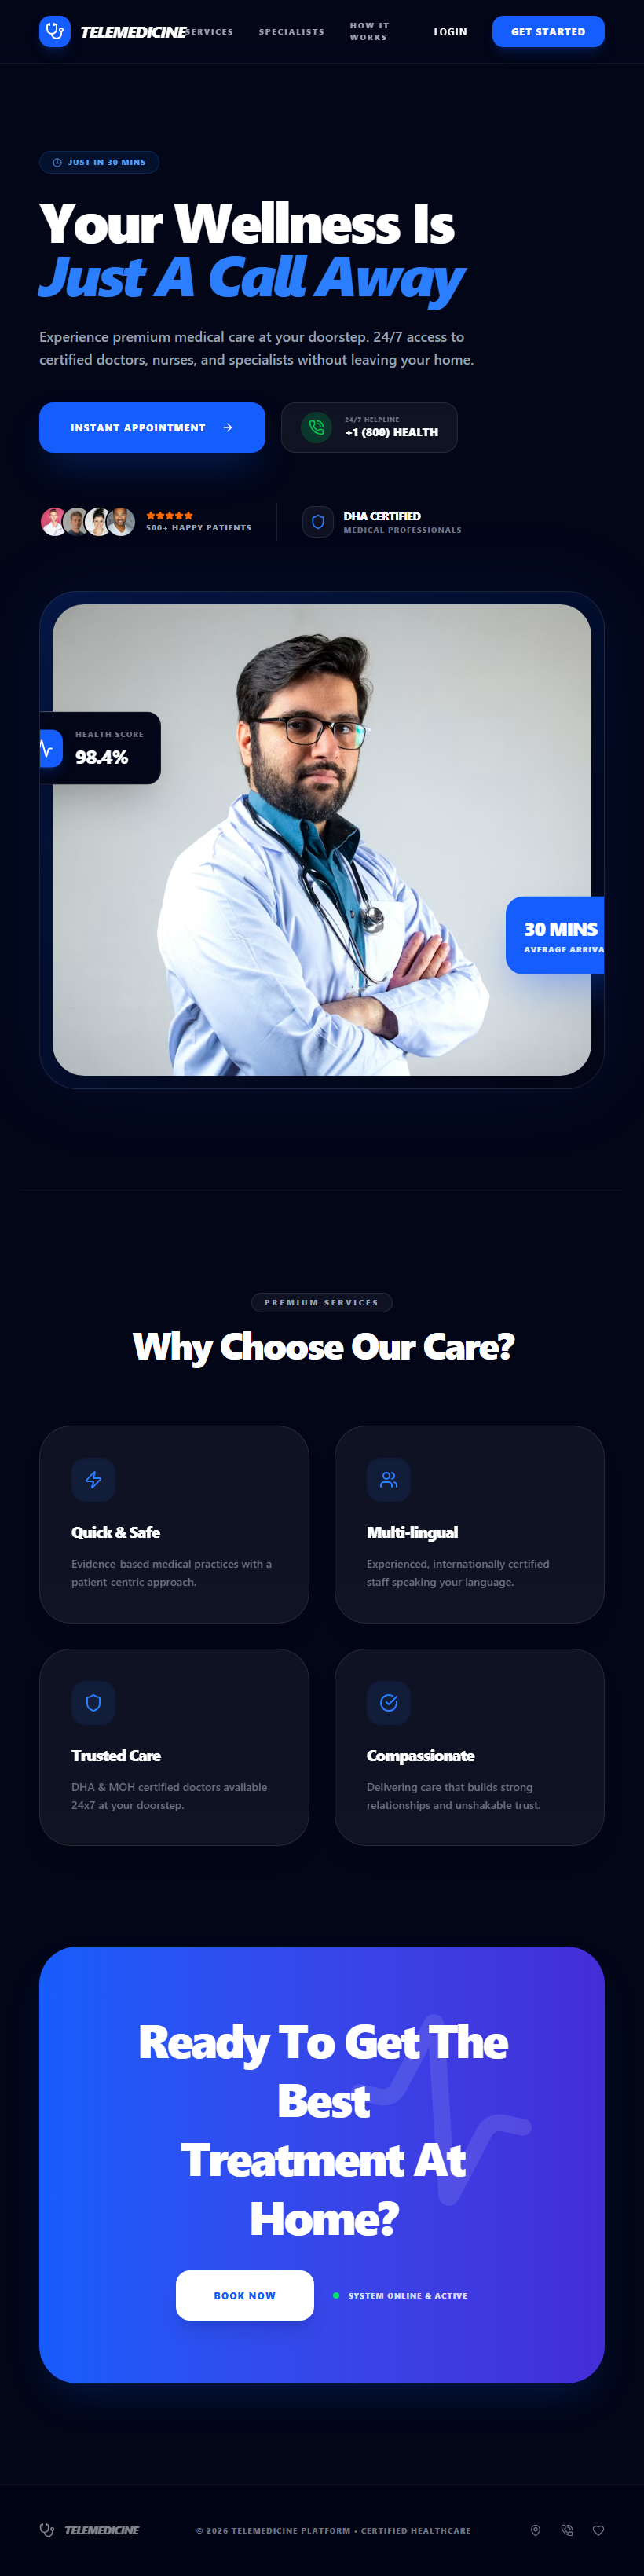 TELEMEDICINE
SERVICES
SPECIALISTS
HOW IT
WORKS
LOGIN
GET STARTED
JUST IN 30 MINS
Your Wellness Is
Just A Call Away
Experience premium medical care at your doorstep. 24/7 access to
certified doctors, nurses, and specialists without leaving your home.
INSTANT APPOINTMENT
24/7 HELPLINE
+1 (800) HEALTH
500+ HAPPY PATIENTS
DHA CERTIFIED
MEDICAL PROFESSIONALS
HEALTH SCORE
98.4%
30 MINS
AVERAGE ARRIVA
PREMIUM SERVICES
Why Choose Our Care?
Quick & Safe
Evidence-based medical practices with a
patient-centric approach.
Multi-lingual
Experienced, internationally certified
staff speaking your language.
Trusted Care
DHA & MOH certified doctors available
24x7 at your doorstep.
Compassionate
Delivering care that builds strong
relationships and unshakable trust.
Ready To Get The
Best
Treatment At
Home?
BOOK NOW
SYSTEM ONLINE & ACTIVE
TELEMEDICINE
© 2026 TELEMEDICINE PLATFORM • CERTIFIED HEALTHCARE